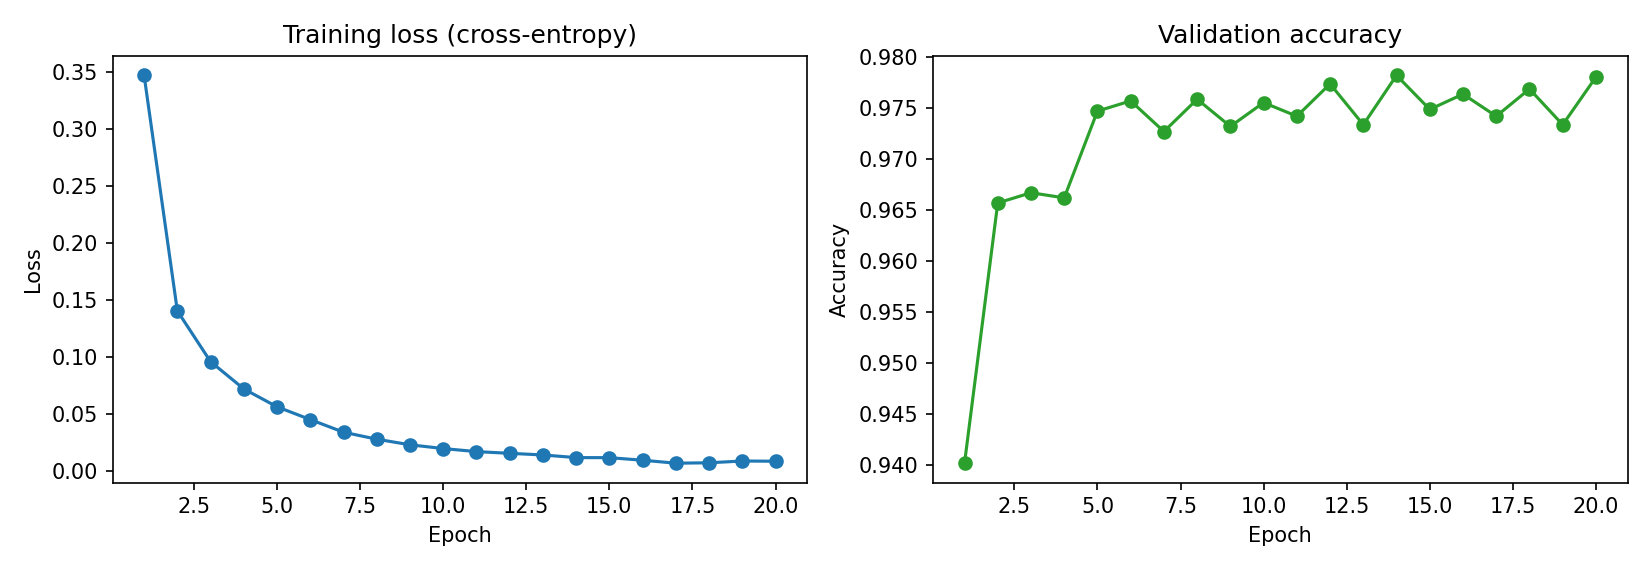 Training loss (cross-entropy)
0.35
0.30
0.25
0.20
0.15
0.10
0.05
0.00
Loss
2.5 5.0 7.5 10.0 12.5 15.0 17.5 20.0
Epoch
Validation accuracy
0.980
0.975
0.970
0.965
0.960
0.955
0.950
0.945
0.940
Accuracy
2.5 5.0 7.5 10.0 12.5 15.0 17.5 20.0
Epoch